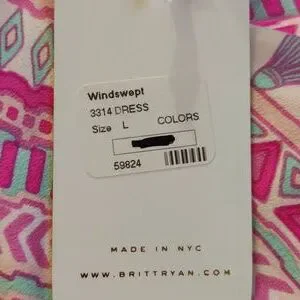 Windswept
3314 DRESS
Size L COLORS
59824
MADE IN NYC
WWW.BRITTRYAN.COM